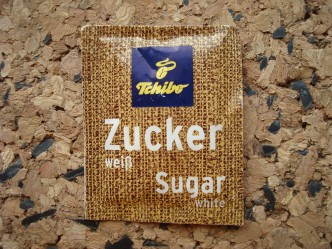 Tchibo
Zucker
weiß
Sugar
white